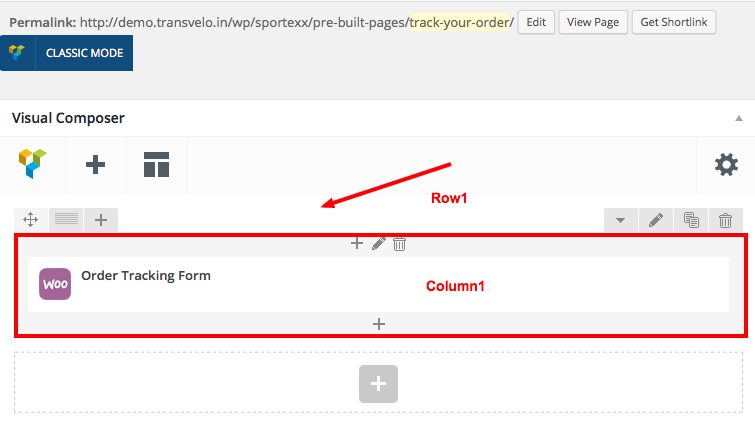 Permalink: http://demo.transvelo.in/wp/sportexx/pre-built-pages/track-your-order/ Edit View Page Get Shortlink
CLASSIC MODE
Visual Composer
Row1
Woo Order Tracking Form
Column1